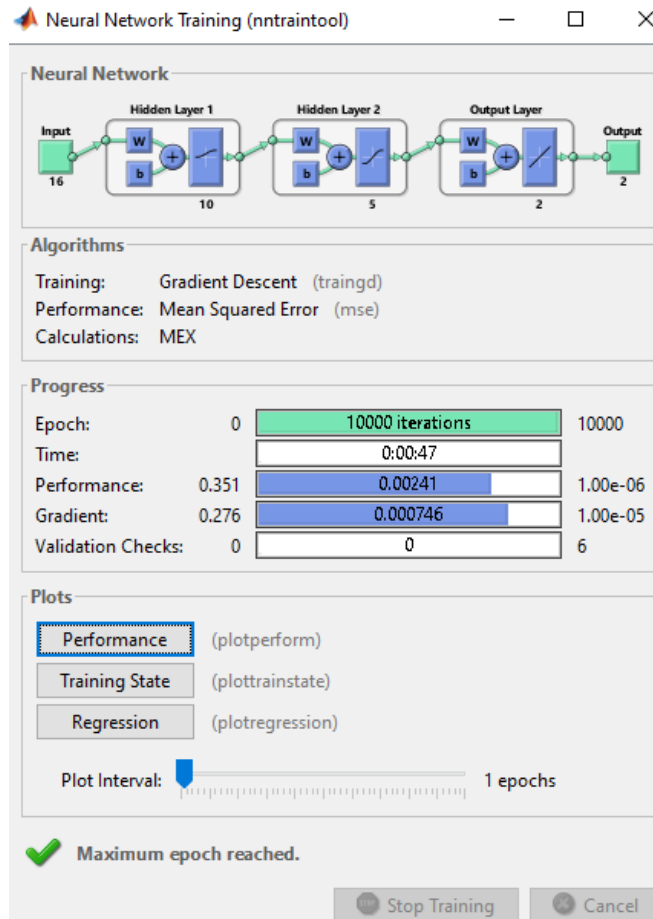 Neural Network Training (nntraintool)
Neural Network
Hidden Layer 1 Hidden Layer 2 Output Layer
Input Output
W W W
+ + +
b b b
16 10 5 2 2
Algorithms
Training: Gradient Descent (traingd)
Performance: Mean Squared Error (mse)
Calculations: MEX
Progress
Epoch: 0 10000 iterations 10000
Time: 0:00:47
Performance: 0.351 0.00241 1.00e-06
Gradient: 0.276 0.000746 1.00e-05
Validation Checks: 0 0 6
Plots
Performance (plotperform)
Training State (plottrainstate)
Regression (plotregression)
Plot Interval: 1 epochs
Maximum epoch reached.
Stop Training Cancel